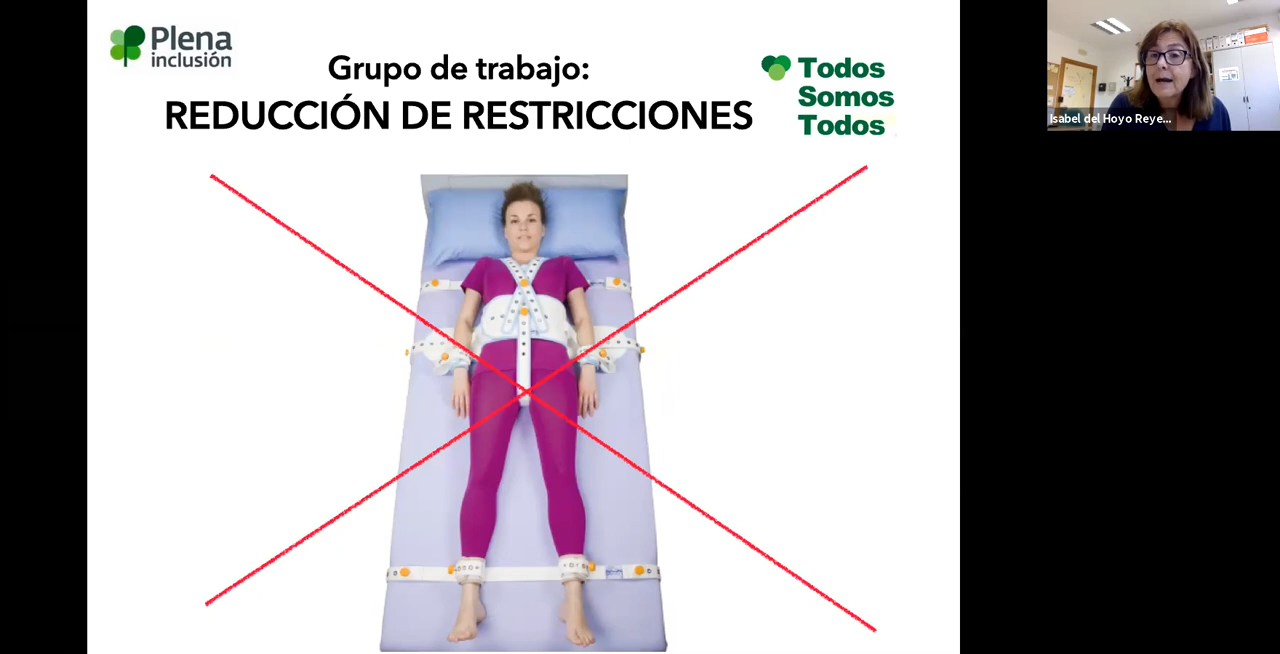 Plena
inclusión
Grupo de trabajo:
REDUCCIÓN DE RESTRICCIONES
Todos
Somos
Todos
Isabel del Hoyo Reye...